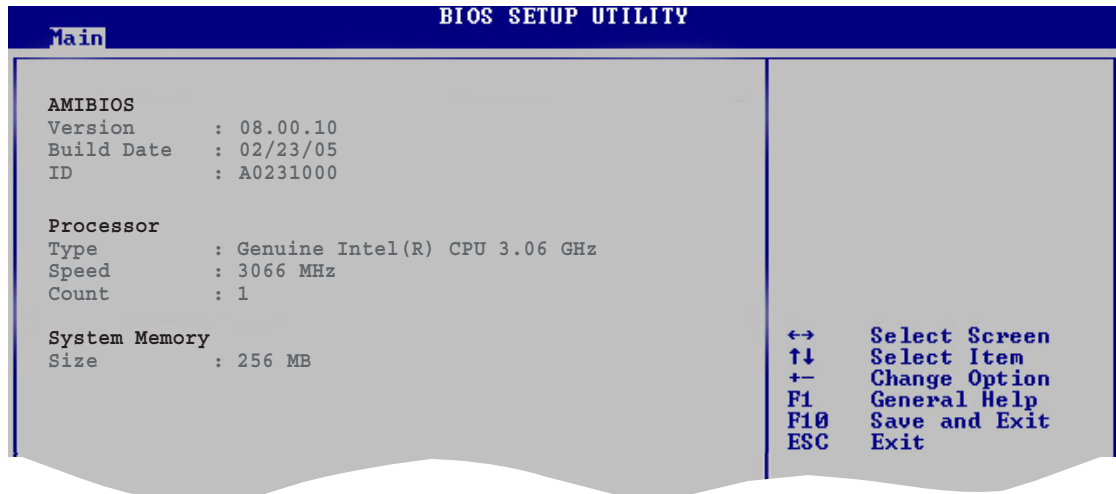 BIOS SETUP UTILITY
Main
AMIBIOS
Version : 08.00.10
Build Date : 02/23/05
ID : A0231000
Processor
Type : Genuine Intel(R) CPU 3.06 GHz
Speed : 3066 MHz
Count : 1
System Memory
Size : 256 MB
←→ Select Screen
↑↓ Select Item
+- Change Option
F1 General Help
F10 Save and Exit
ESC Exit